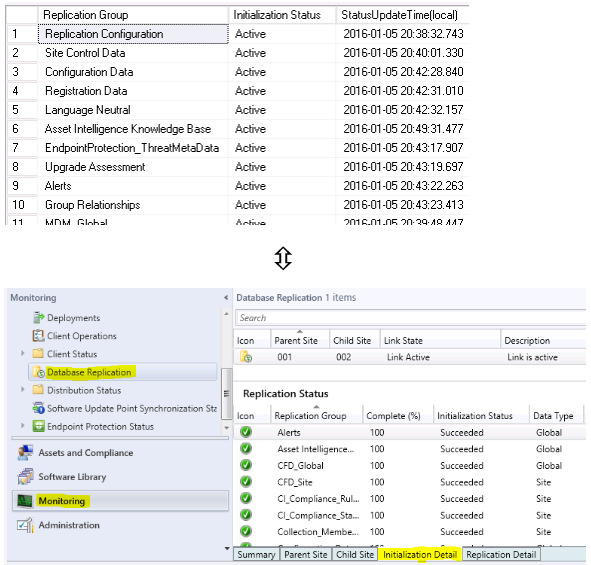 Replication Group Initialization Status StatusUpdateTime(local)
1 Replication Configuration Active 2016-01-05 20:38:32.743
2 Site Control Data Active 2016-01-05 20:40:01.330
3 Configuration Data Active 2016-01-05 20:42:28.840
4 Registration Data Active 2016-01-05 20:42:31.010
5 Language Neutral Active 2016-01-05 20:42:32.157
6 Asset Intelligence Knowledge Base Active 2016-01-05 20:49:31.477
7 EndpointProtection_ThreatMetaData Active 2016-01-05 20:43:17.907
8 Upgrade Assessment Active 2016-01-05 20:43:19.697
9 Alerts Active 2016-01-05 20:43:22.263
10 Group Relationships Active 2016-01-05 20:43:23.413
11 MDM_Global Active 2016-01-05 20:39:48.447
Monitoring
Deployments
Client Operations
Client Status
Database Replication
Distribution Status
Software Update Point Synchronization Sta
Endpoint Protection Status
Assets and Compliance
Software Library
Monitoring
Administration
Database Replication 1 items
Search
Icon Parent Site Child Site Link State Description
001 002 Link Active Link is active
Replication Status
Icon Replication Group Complete (%) Initialization Status Data Type
Alerts 100 Succeeded Global
Asset Intelligence... 100 Succeeded Global
CFD_Global 100 Succeeded Global
CFD_Site 100 Succeeded Site
CI_Compliance_Rul... 100 Succeeded Site
CI_Compliance_Sta... 100 Succeeded Site
Collection_Membe... 100 Succeeded Site
Summary Parent Site Child Site Initialization Detail Replication Detail